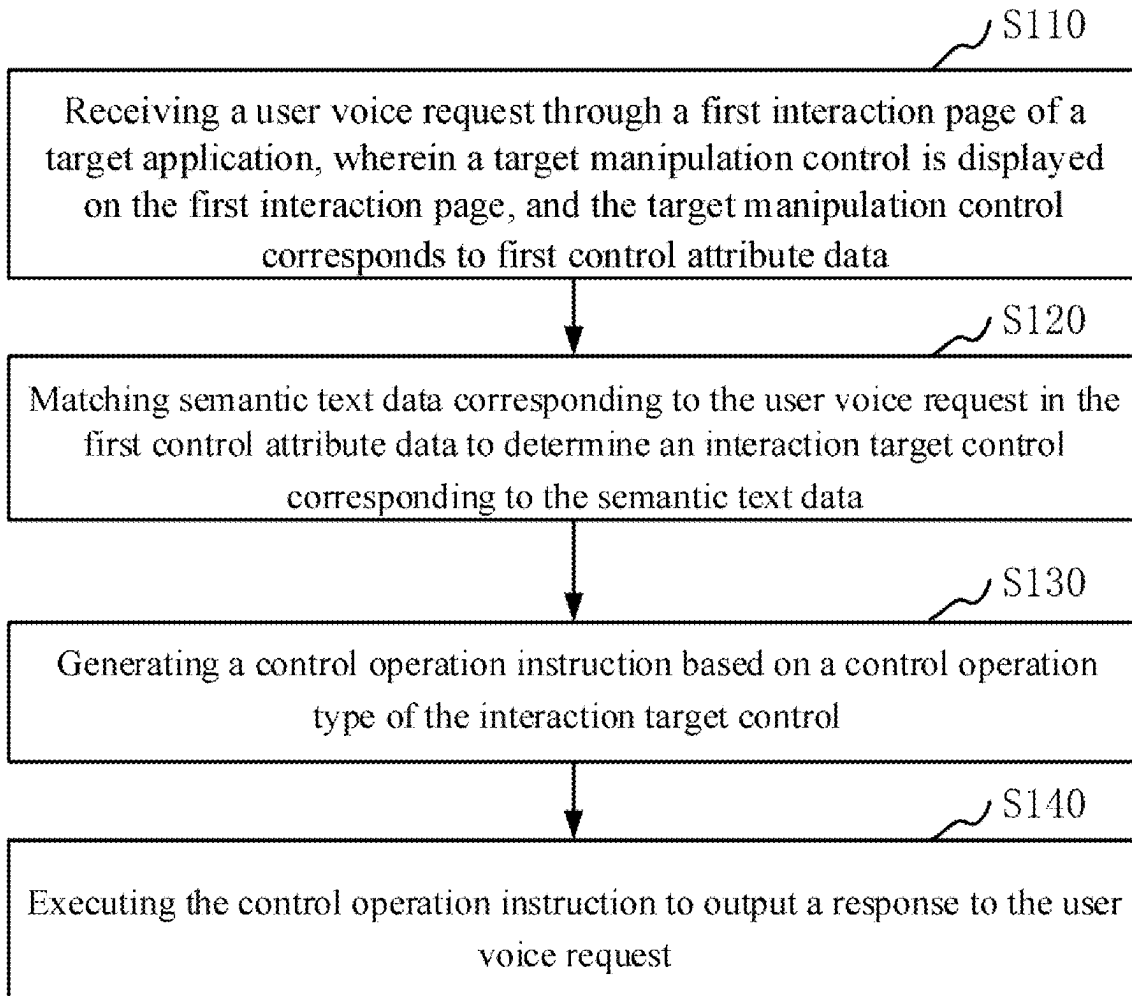 S110
Receiving a user voice request through a first interaction page of a
target application, wherein a target manipulation control is displayed
on the first interaction page, and the target manipulation control
corresponds to first control attribute data
S120
Matching semantic text data corresponding to the user voice request in the
first control attribute data to determine an interaction target control
corresponding to the semantic text data
S130
Generating a control operation instruction based on a control operation
type of the interaction target control
S140
Executing the control operation instruction to output a response to the user
voice request